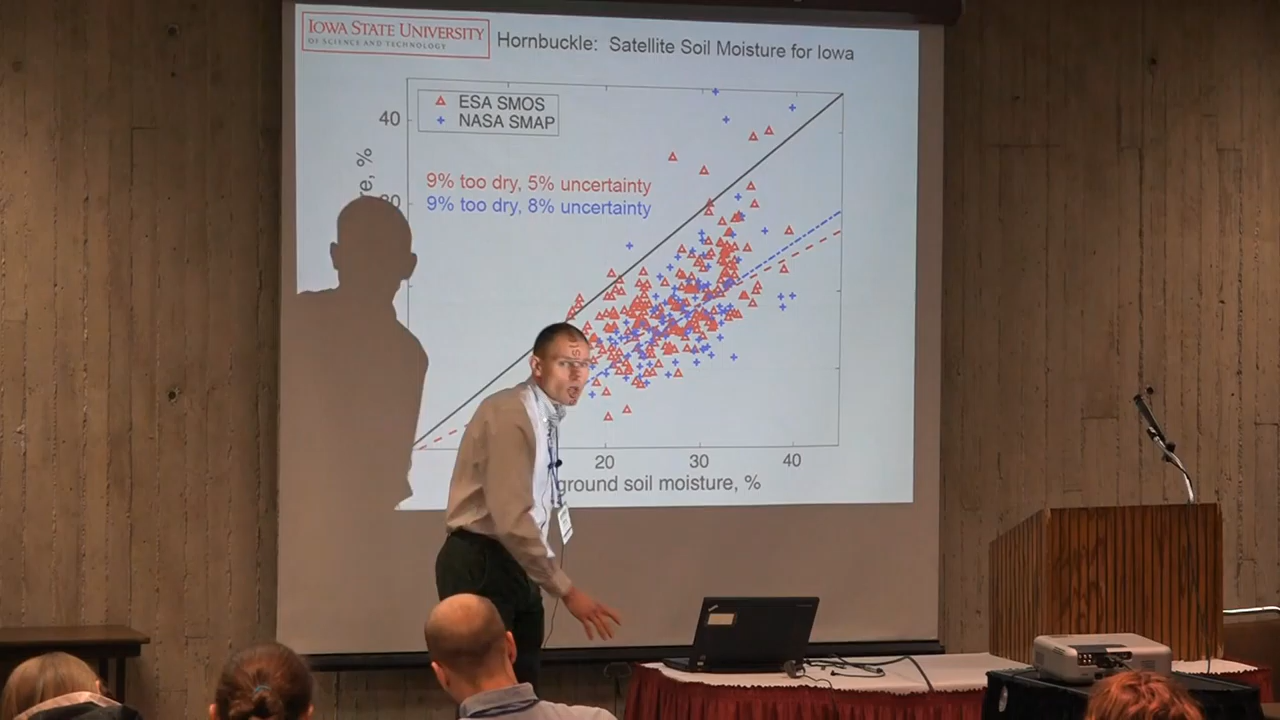 IOWA STATE UNIVERSITY
OF SCIENCE AND TECHNOLOGY
Hornbuckle: Satellite Soil Moisture for Iowa
ESA SMOS
NASA SMAP
40
9% too dry, 5% uncertainty
9% too dry, 8% uncertainty
20 30 40
ground soil moisture, %